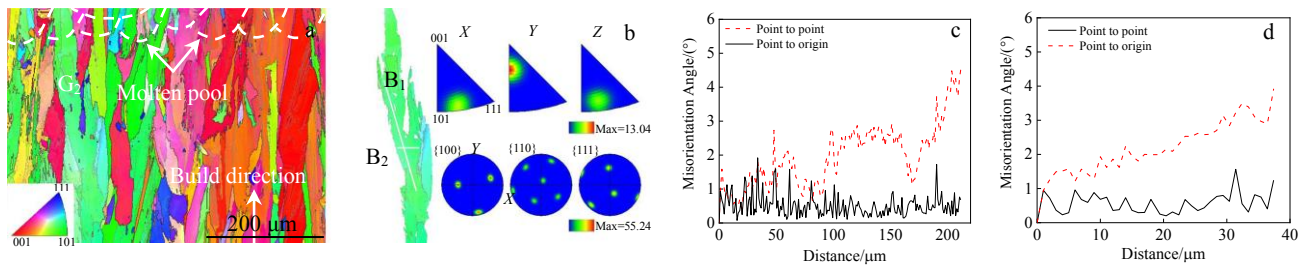 a
G₂
Molten pool
Build direction
200 μm
111
001
101
b
X
Y
Z
001
101
111
B₁
B₂
Max=13.04
{100}
{110}
{111}
Y
X
Max=55.24
c
Point to point
Point to origin
Misorientation Angle/(°)
6
5
4
3
2
1
0
0
50
100
150
200
Distance/μm
d
Point to point
Point to origin
Misorientation Angle/(°)
6
5
4
3
2
1
0
0
10
20
30
40
Distance/μm